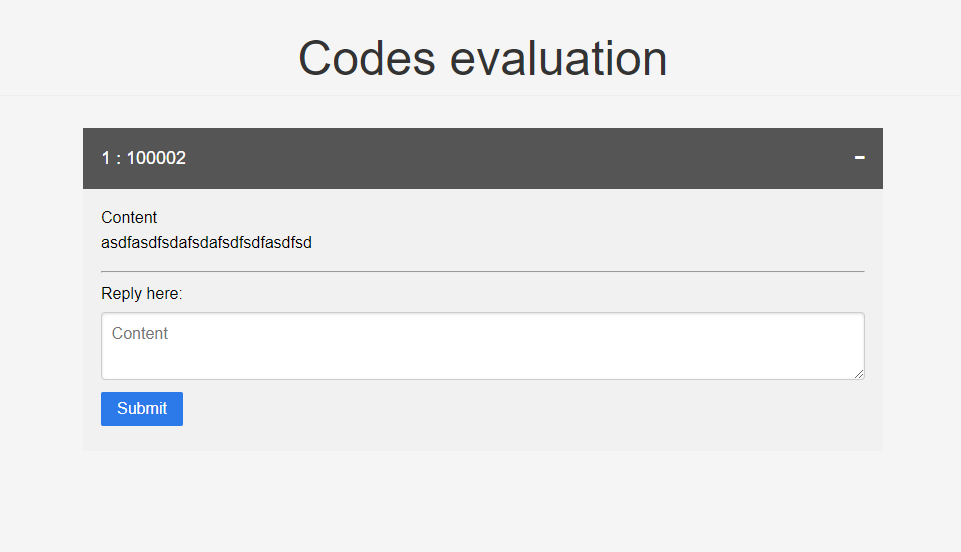 Codes evaluation
1 : 100002
Content
asdfasdfsdafsdafsdfsdfasdfsd
Reply here:
Content
Submit